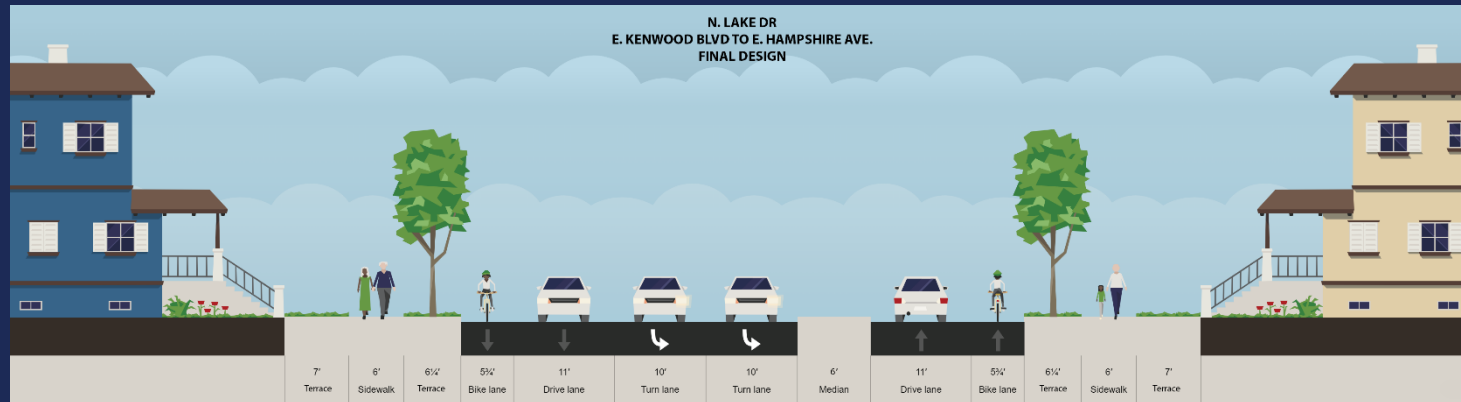 N. LAKE DR
E. KENWOOD BLVD TO E. HAMPSHIRE AVE.
FINAL DESIGN
7' 6' 6¼' 5¾' 11' 10' 10' 6' 11' 5¾' 6¼' 6' 7'
Terrace Sidewalk Terrace Bike lane Drive lane Turn lane Turn lane Median Drive lane Bike lane Terrace Sidewalk Terrace